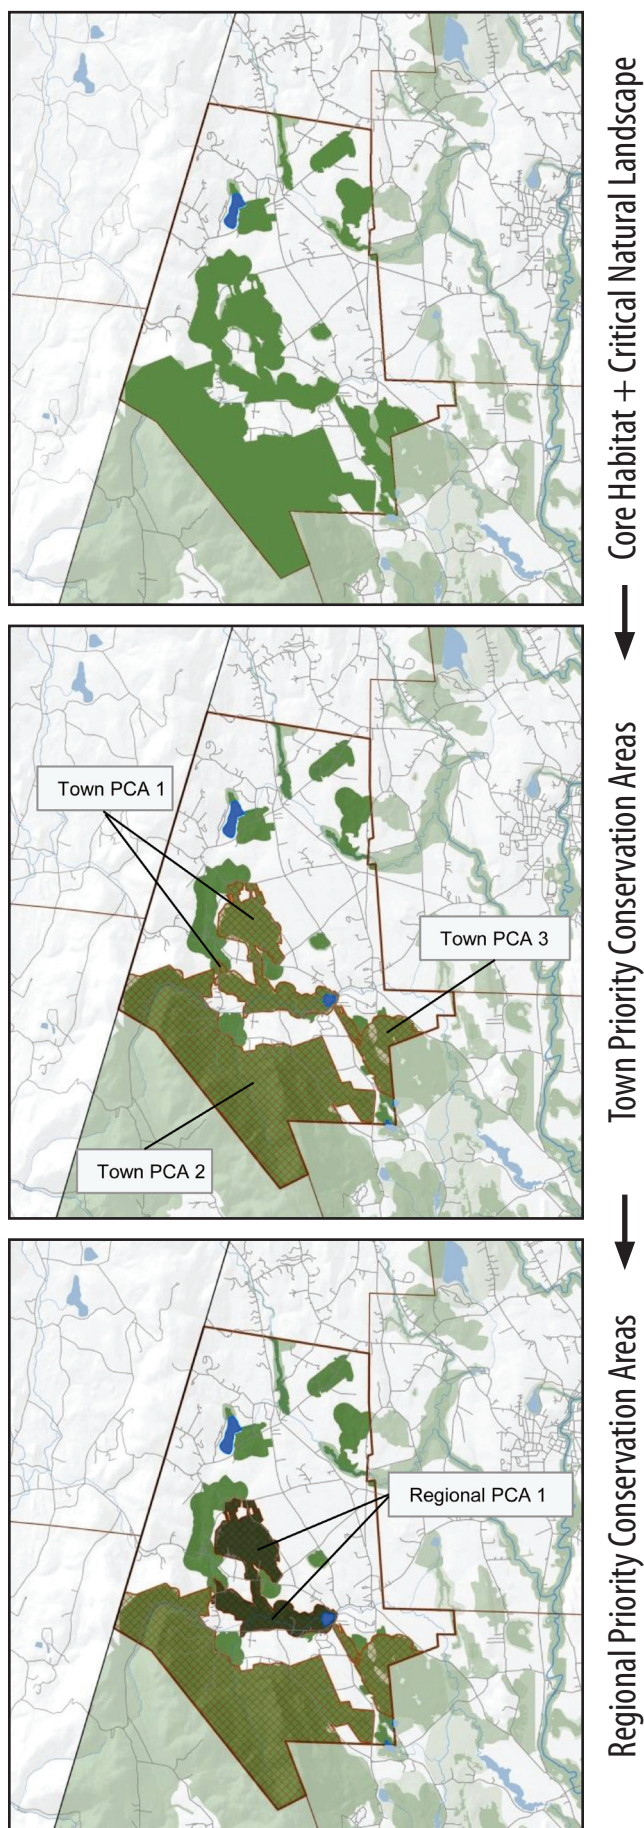 Core Habitat + Critical Natural Landscape
Town PCA 1
Town PCA 3
Town PCA 2
Town Priority Conservation Areas
Regional PCA 1
Regional Priority Conservation Areas